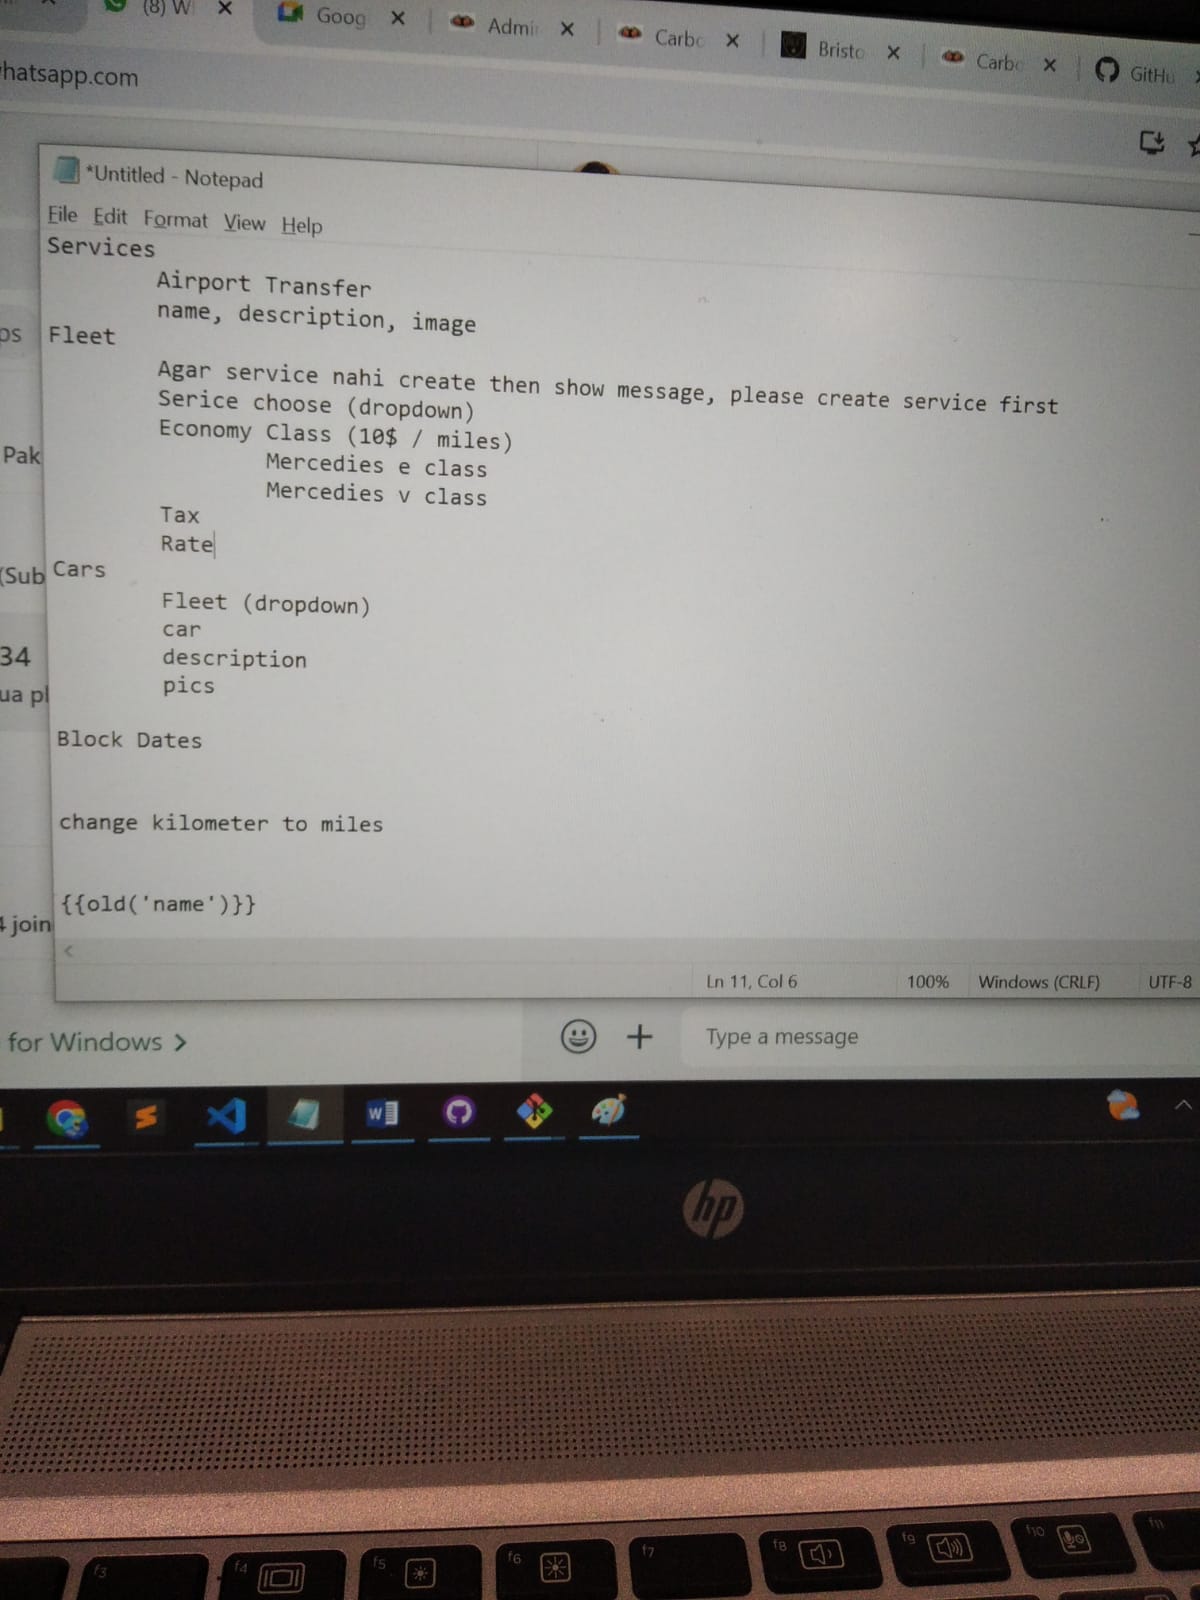 (8) W
Goog
Admi
Carbo
Bristo
Carbo
GitHu
hatsapp.com
*Untitled - Notepad
File Edit Format View Help
Services
Airport Transfer
name, description, image
Fleet
Agar service nahi create then show message, please create service first
Serice choose (dropdown)
Economy Class (10$ / miles)
Mercedies e class
Mercedies v class
Tax
Rate
Cars
Fleet (dropdown)
car
description
pics
Block Dates
change kilometer to miles
{{old('name')}}
ps
Pak
(Sub
34
ua pl
join
Ln 11, Col 6
100%
Windows (CRLF)
UTF-8
for Windows
Type a message
W
hp
f3
f4
f5
f6
f7
f8
f9
f10
f11